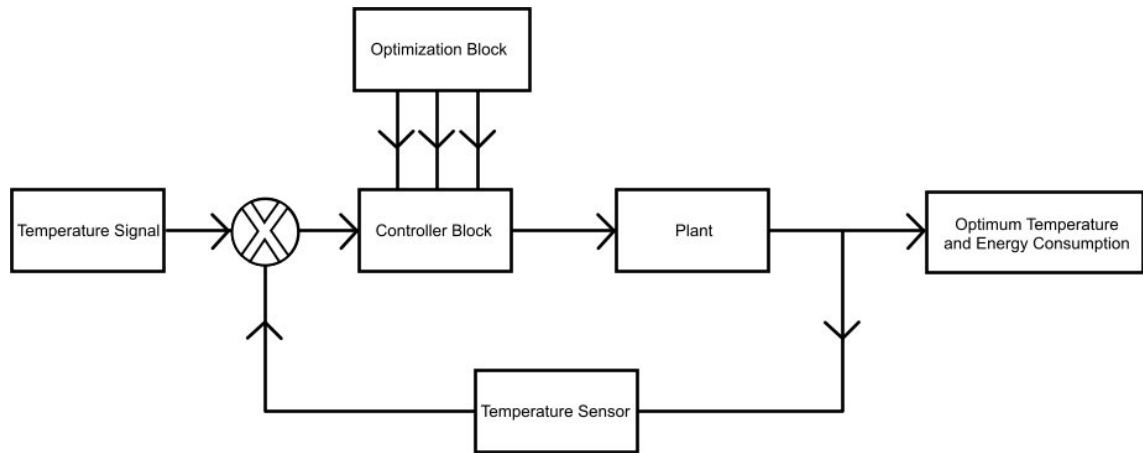 Optimization Block
Temperature Signal
Controller Block
Plant
Optimum Temperature
and Energy Consumption
Temperature Sensor